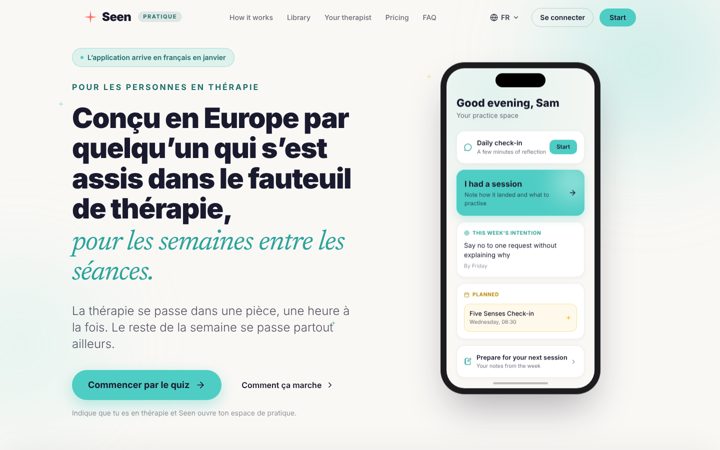 Seen PRATIQUE How it works Library Your therapist Pricing FAQ FR Se connecter Start
L'application arrive en français en janvier
POUR LES PERSONNES EN THÉRAPIE
Conçu en Europe par
quelqu'un qui s'est
assis dans le fauteuil
de thérapie,
pour les semaines entre les
séances.
La thérapie se passe dans une pièce, une heure à
la fois. Le reste de la semaine se passe partout
ailleurs.
Commencer par le quiz → Comment ça marche
Indique que tu es en thérapie et Seen ouvre ton espace de pratique.
Good evening, Sam
Your practice space
Daily check-in
A few minutes of reflection
Start
I had a session
Note how it landed and what to
practise
THIS WEEK'S INTENTION
Say no to one request without
explaining why
By Friday
PLANNED
Five Senses Check-in
Wednesday, 08:30
Prepare for your next session
Your notes from the week